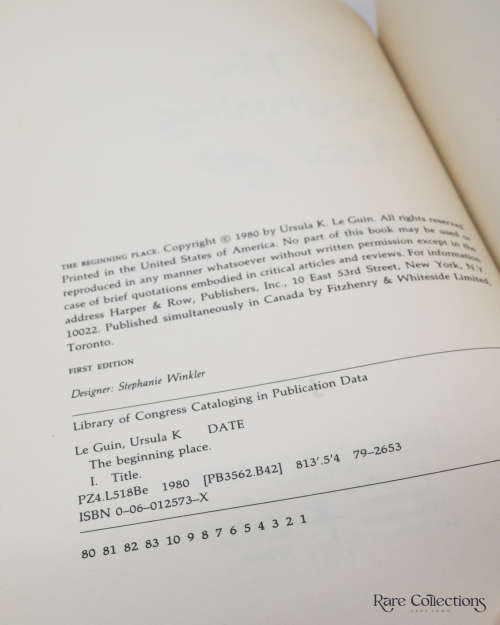 THE BEGINNING PLACE. Copyright © 1980 by Ursula K. Le Guin. All rights reserved.
Printed in the United States of America. No part of this book may be used or
reproduced in any manner whatsoever without written permission except in the
case of brief quotations embodied in critical articles and reviews. For information
address Harper & Row, Publishers, Inc., 10 East 53rd Street, New York, N.Y.
10022. Published simultaneously in Canada by Fitzhenry & Whiteside Limited,
Toronto.
FIRST EDITION
Designer: Stephanie Winkler
Library of Congress Cataloging in Publication Data
Le Guin, Ursula K DATE
The beginning place.
I. Title.
PZ4.L518Be 1980 [PB3562.B42] 813'.5'4 79–2653
ISBN 0–06–012573–X
80 81 82 83 10 9 8 7 6 5 4 3 2 1
Rare Collections